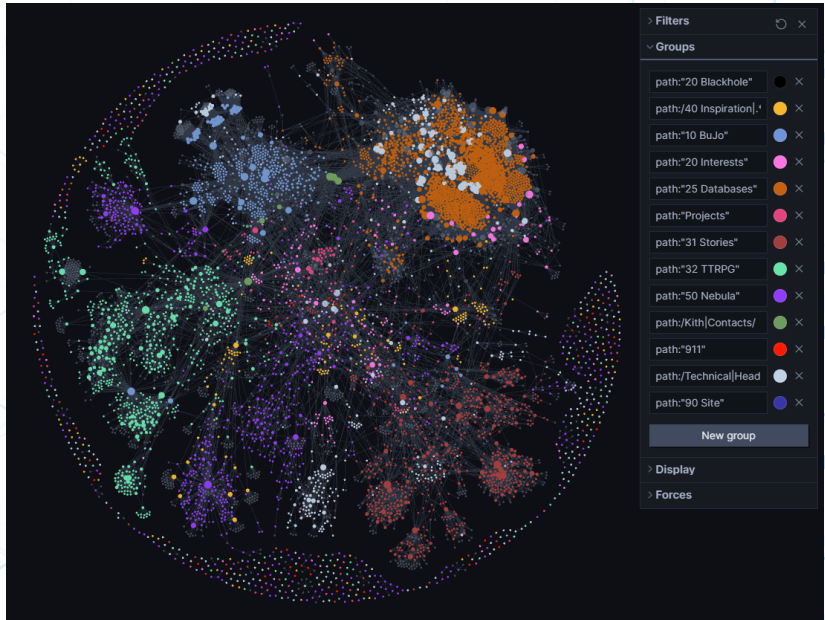 Filters
Groups
path:"20 Blackhole"
path:/40 Inspiration|.
path:"10 BuJo"
path:"20 Interests"
path:"25 Databases"
path:"Projects"
path:"31 Stories"
path:"32 TTRPG"
path:"50 Nebula"
path:/Kith|Contacts/
path:"911"
path:/Technical|Head
path:"90 Site"
New group
Display
Forces